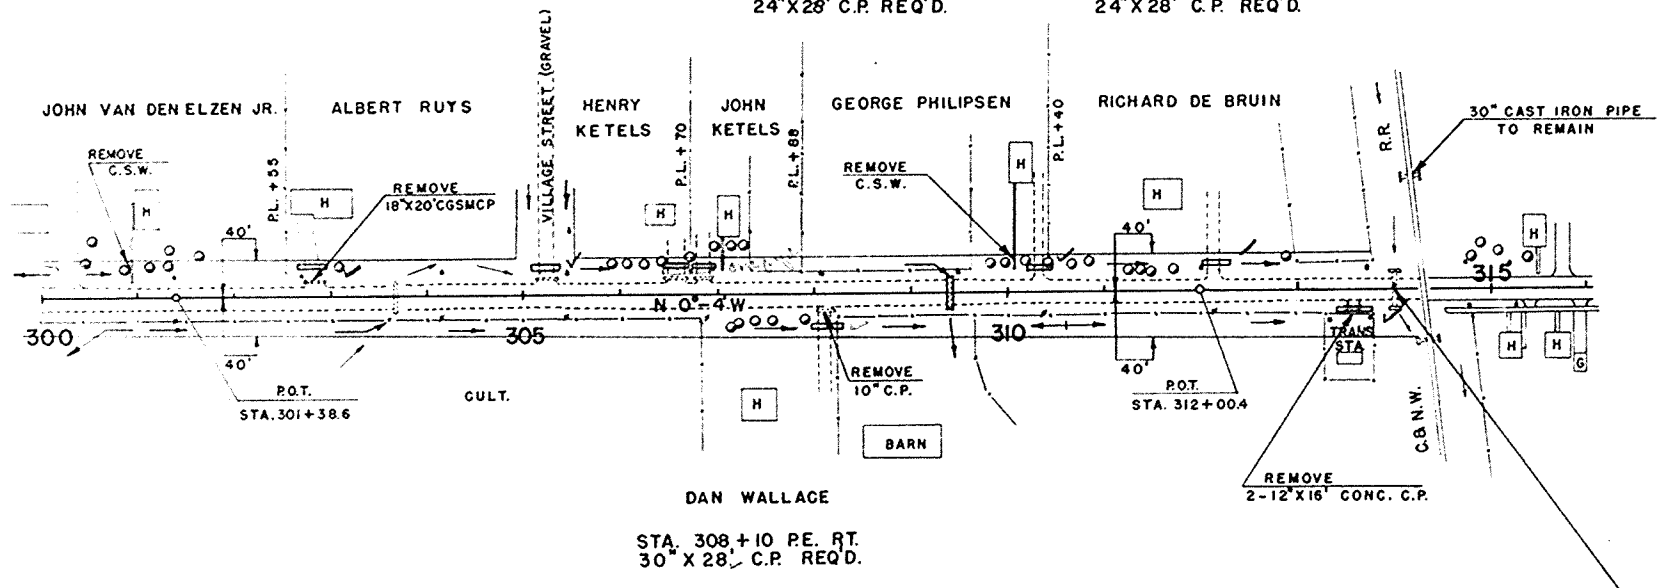 24"X28' C.P. REQ'D.
24"X28' C.P. REQ'D.
JOHN VAN DEN ELZEN JR.
ALBERT RUYS
VILLAGE STREET (GRAVEL)
HENRY
KETELS
JOHN
KETELS
GEORGE PHILIPSEN
RICHARD DE BRUIN
30" CAST IRON PIPE
TO REMAIN
R.R.
P.L.+55
P.L.+70
P.L.+88
P.L.+40
REMOVE
C.S.W.
REMOVE
18"X20'CGSMCP
REMOVE
C.S.W.
H
H
H
H
H
H
H
40'
40'
315
N 0°-4'W
300
305
310
TRANS
STA.
H
H
G
40'
40'
P.O.T.
STA. 301+38.6
CULT.
REMOVE
10" C.P.
P.O.T.
STA. 312+00.4
H
BARN
C.& N.W.
REMOVE
2-12"X16' CONC. C.P.
DAN WALLACE
STA. 308+10 P.E. RT.
30"X28' C.P. REQ'D.